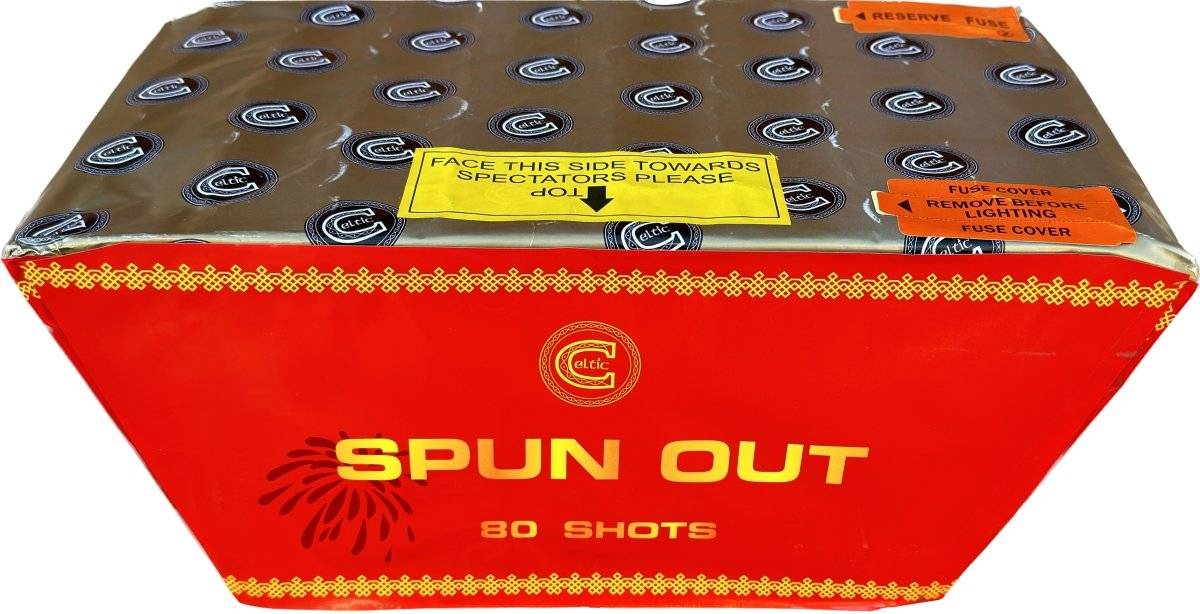 RESERVE FUSE
2
FACE THIS SIDE TOWARDS
SPECTATORS PLEASE
TOP
FUSE COVER
REMOVE BEFORE
LIGHTING
FUSE COVER
Celtic
SPUN OUT
80 SHOTS